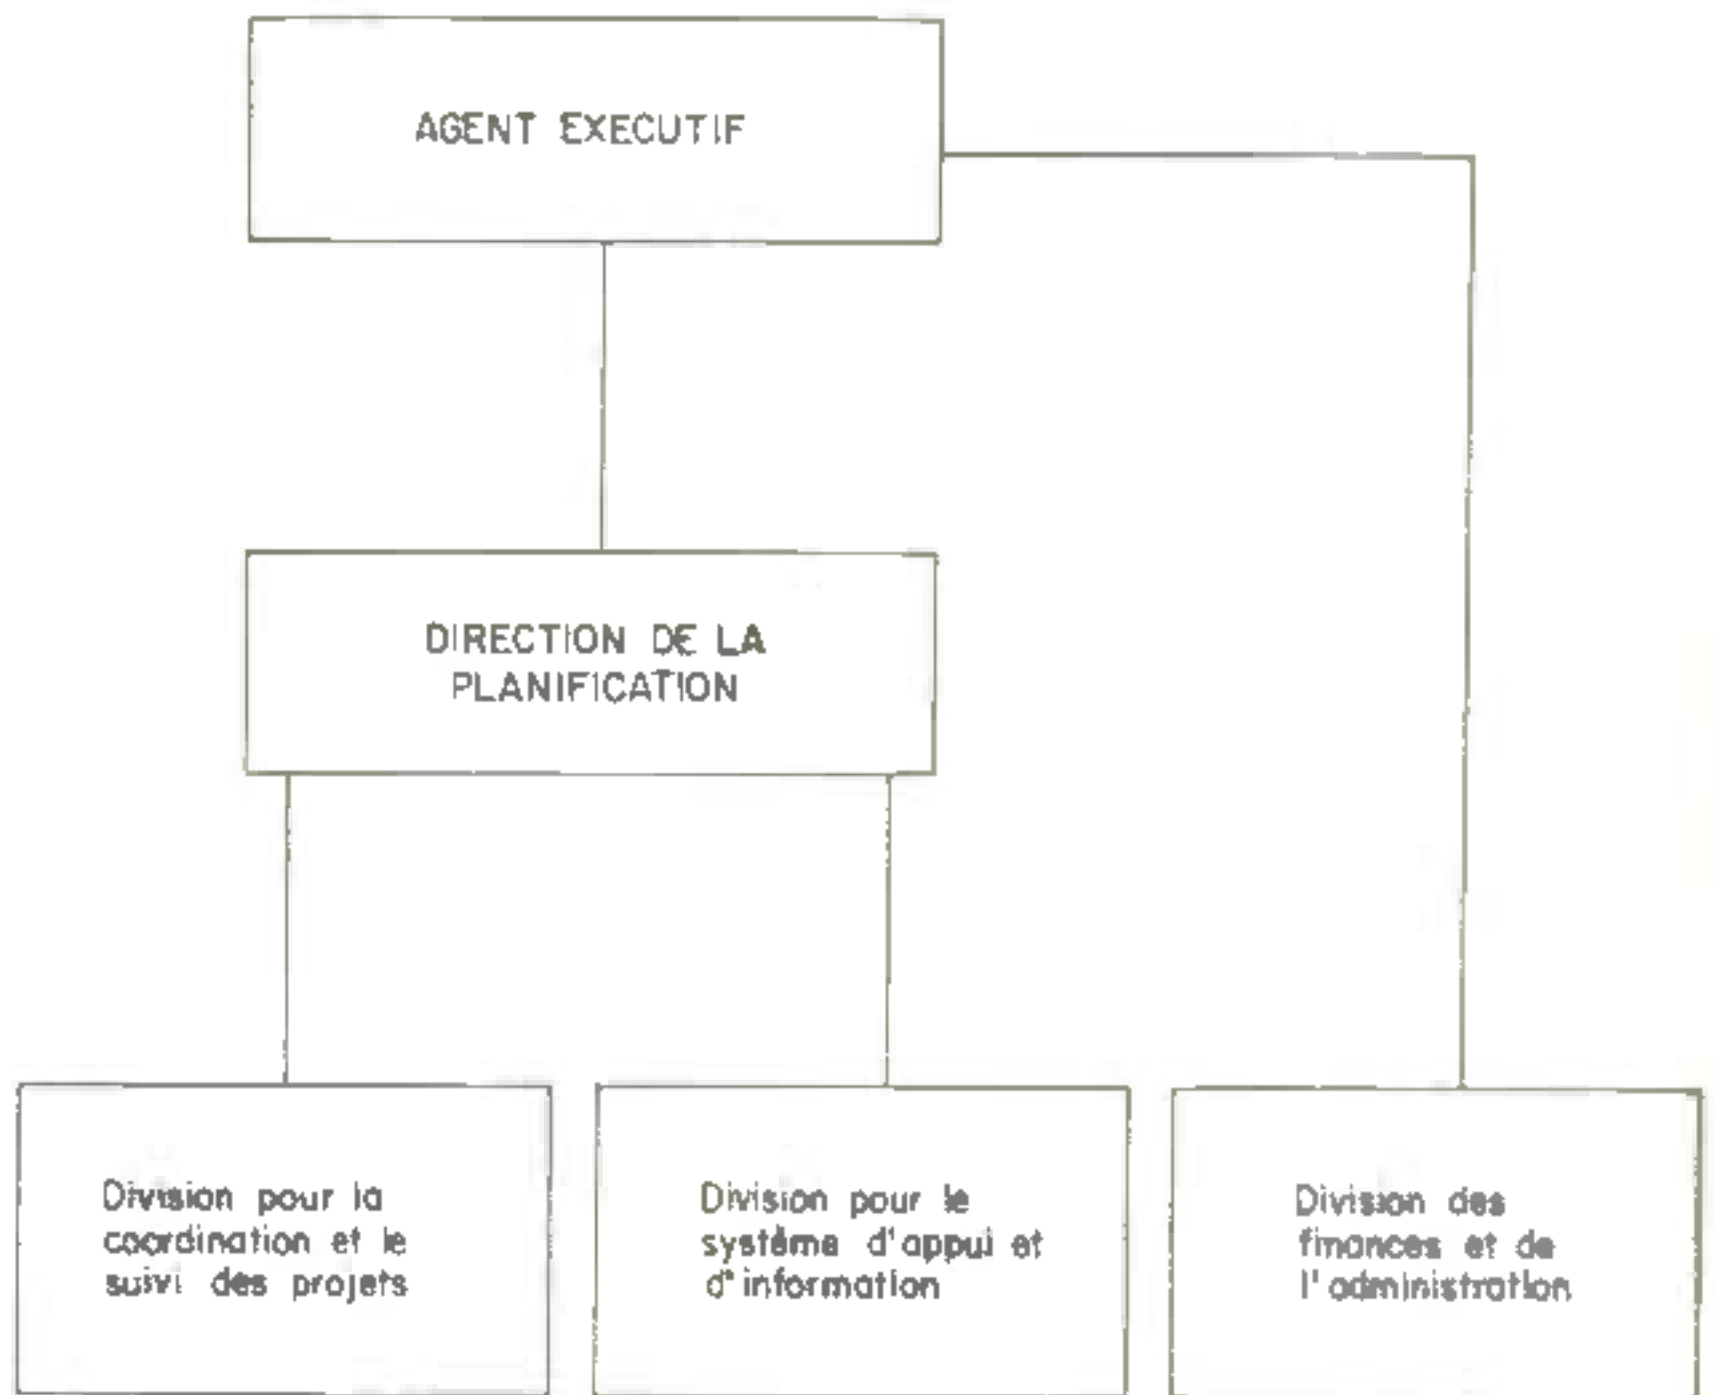 AGENT EXECUTIF
DIRECTION DE LA
PLANIFICATION
Division pour la
coordination et le
suivi des projets
Division pour le
système d'appui et
d'information
Division des
finances et de
l'administration